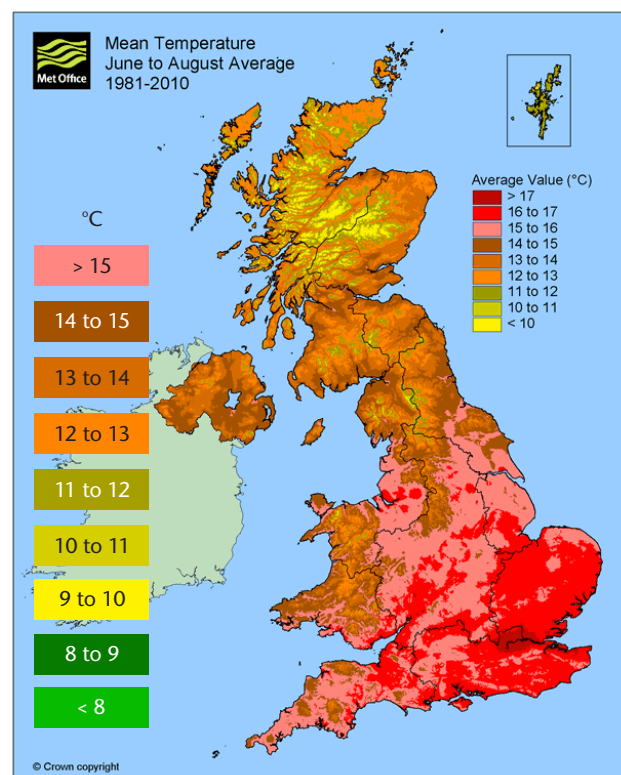 Met Office
Mean Temperature
June to August Average
1981-2010
Average Value (°C)
> 17
16 to 17
15 to 16
14 to 15
13 to 14
12 to 13
11 to 12
10 to 11
< 10
°C
> 15
14 to 15
13 to 14
12 to 13
11 to 12
10 to 11
9 to 10
8 to 9
< 8
© Crown copyright